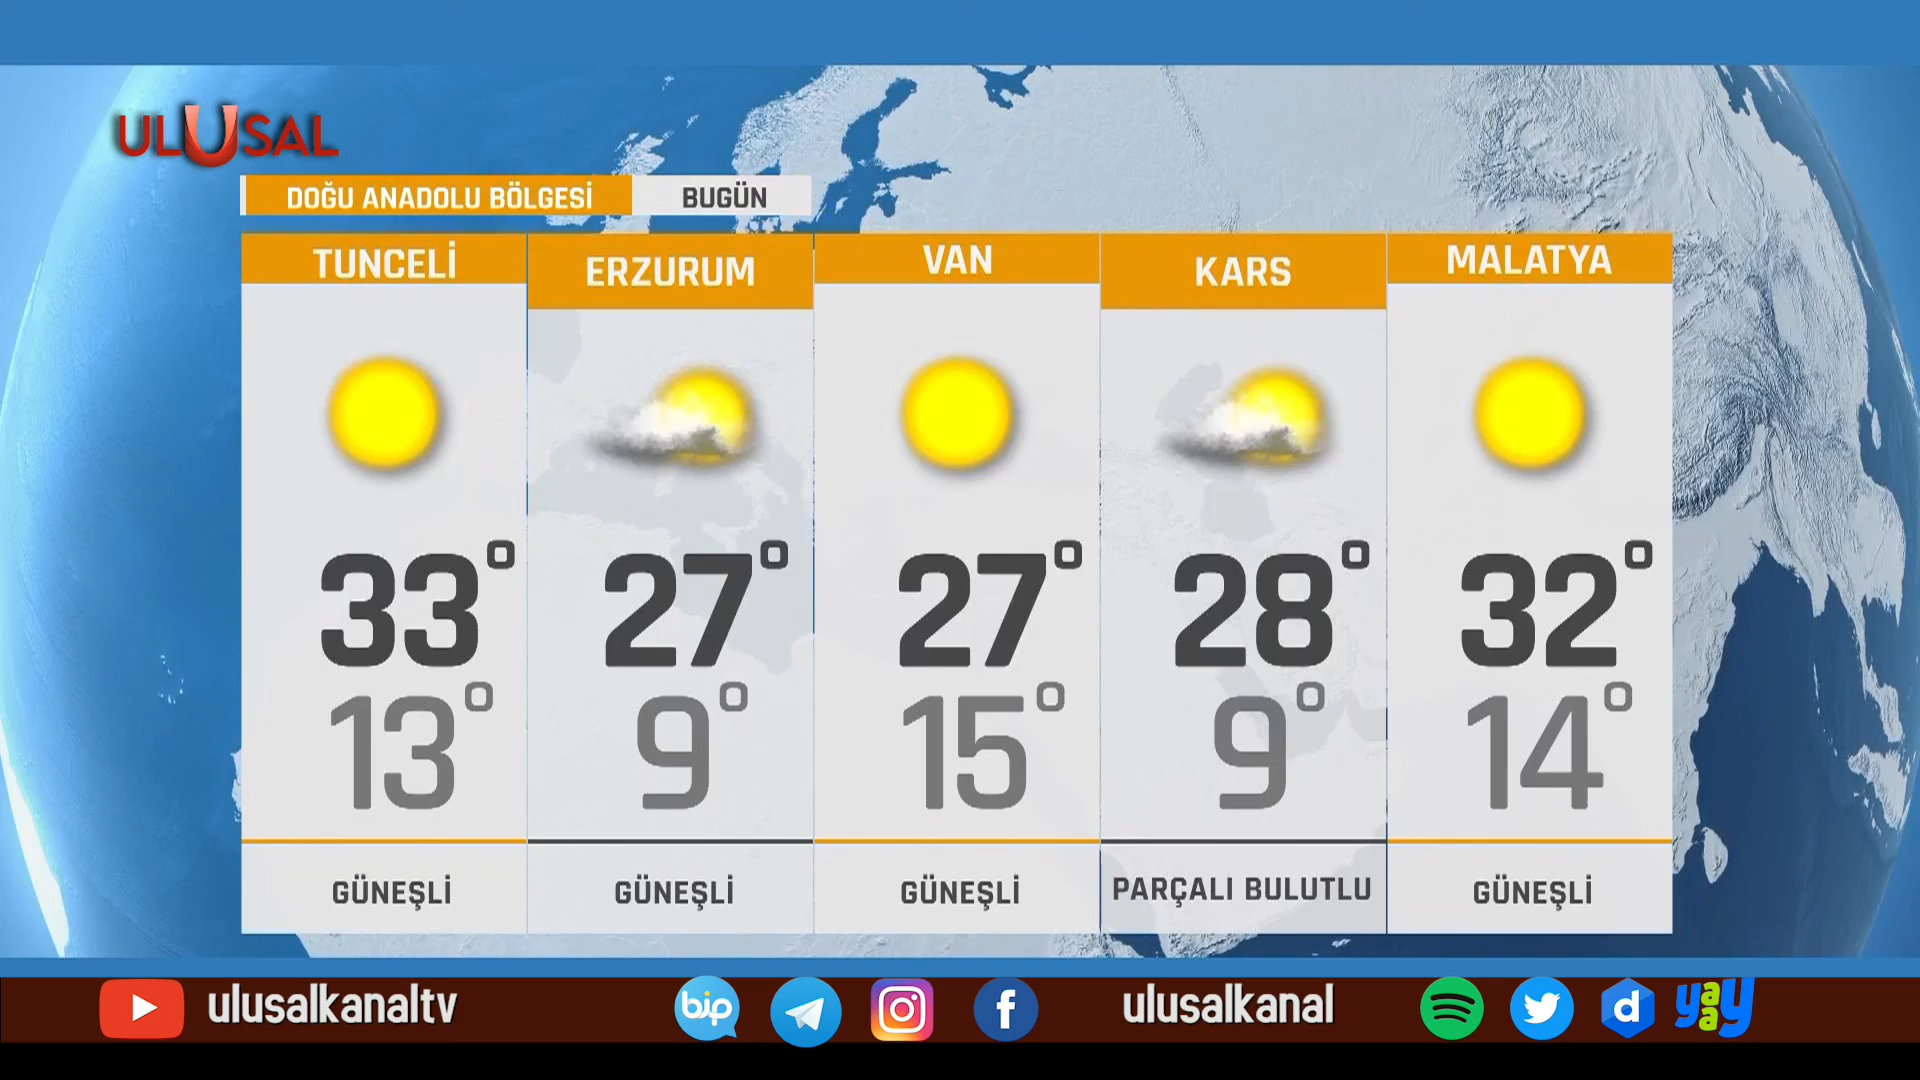 ULUSAL
DOĞU ANADOLU BÖLGESİ BUGÜN
TUNCELİ ERZURUM VAN KARS MALATYA
33° 27° 27° 28° 32°
13° 9° 15° 9° 14°
GÜNEŞLİ GÜNEŞLİ GÜNEŞLİ PARÇALI BULUTLU GÜNEŞLİ
ulusalkanaltv bip f ulusalkanal d yaay